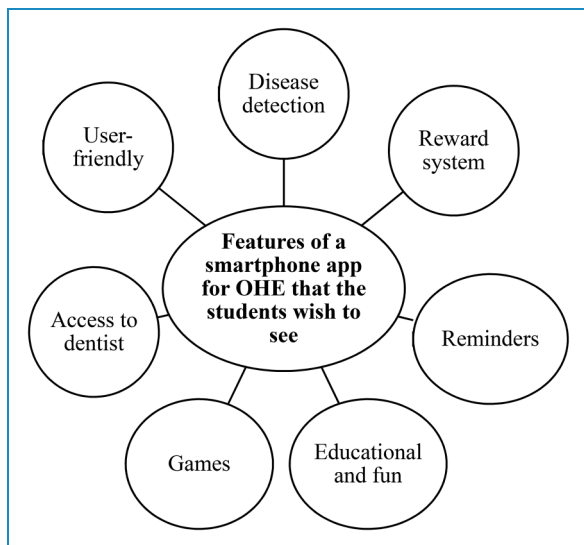 Disease
detection
Reward
system
Reminders
Educational
and fun
Games
Access to
dentist
User-
friendly
Features of a
smartphone app
for OHE that the
students wish to
see